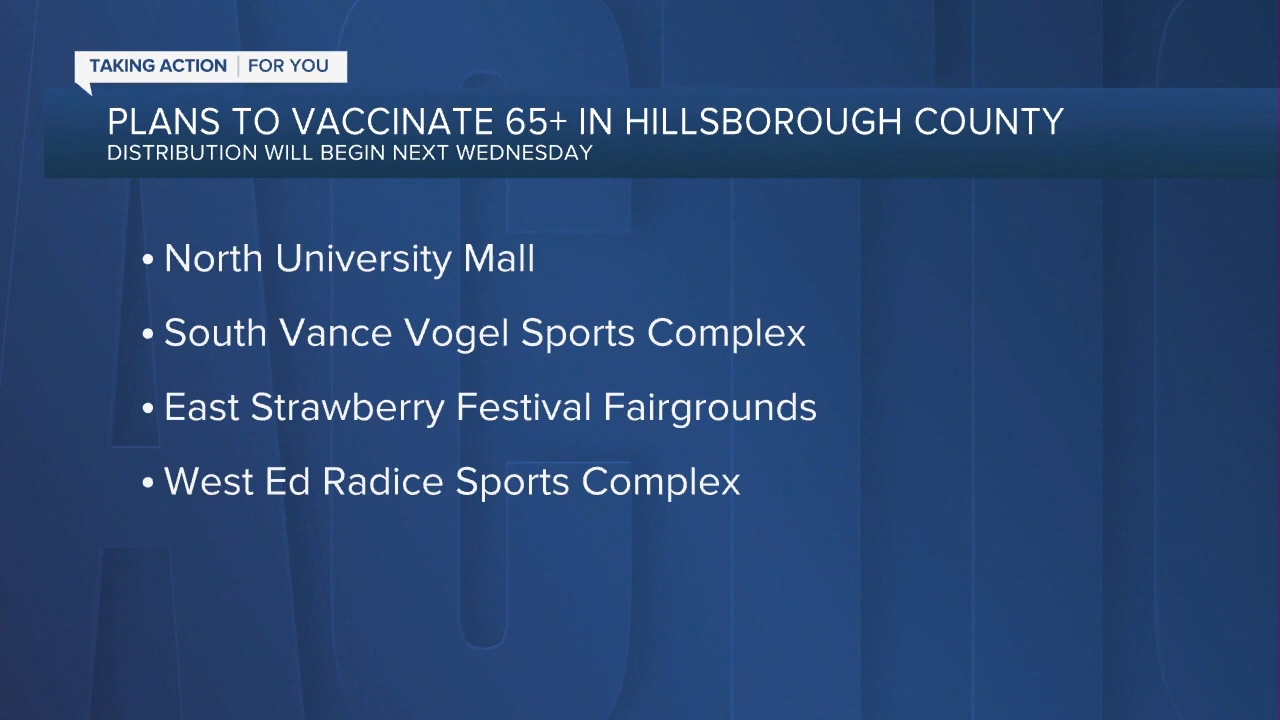 TAKING ACTION | FOR YOU
PLANS TO VACCINATE 65+ IN HILLSBOROUGH COUNTY
DISTRIBUTION WILL BEGIN NEXT WEDNESDAY
• North University Mall
• South Vance Vogel Sports Complex
• East Strawberry Festival Fairgrounds
• West Ed Radice Sports Complex